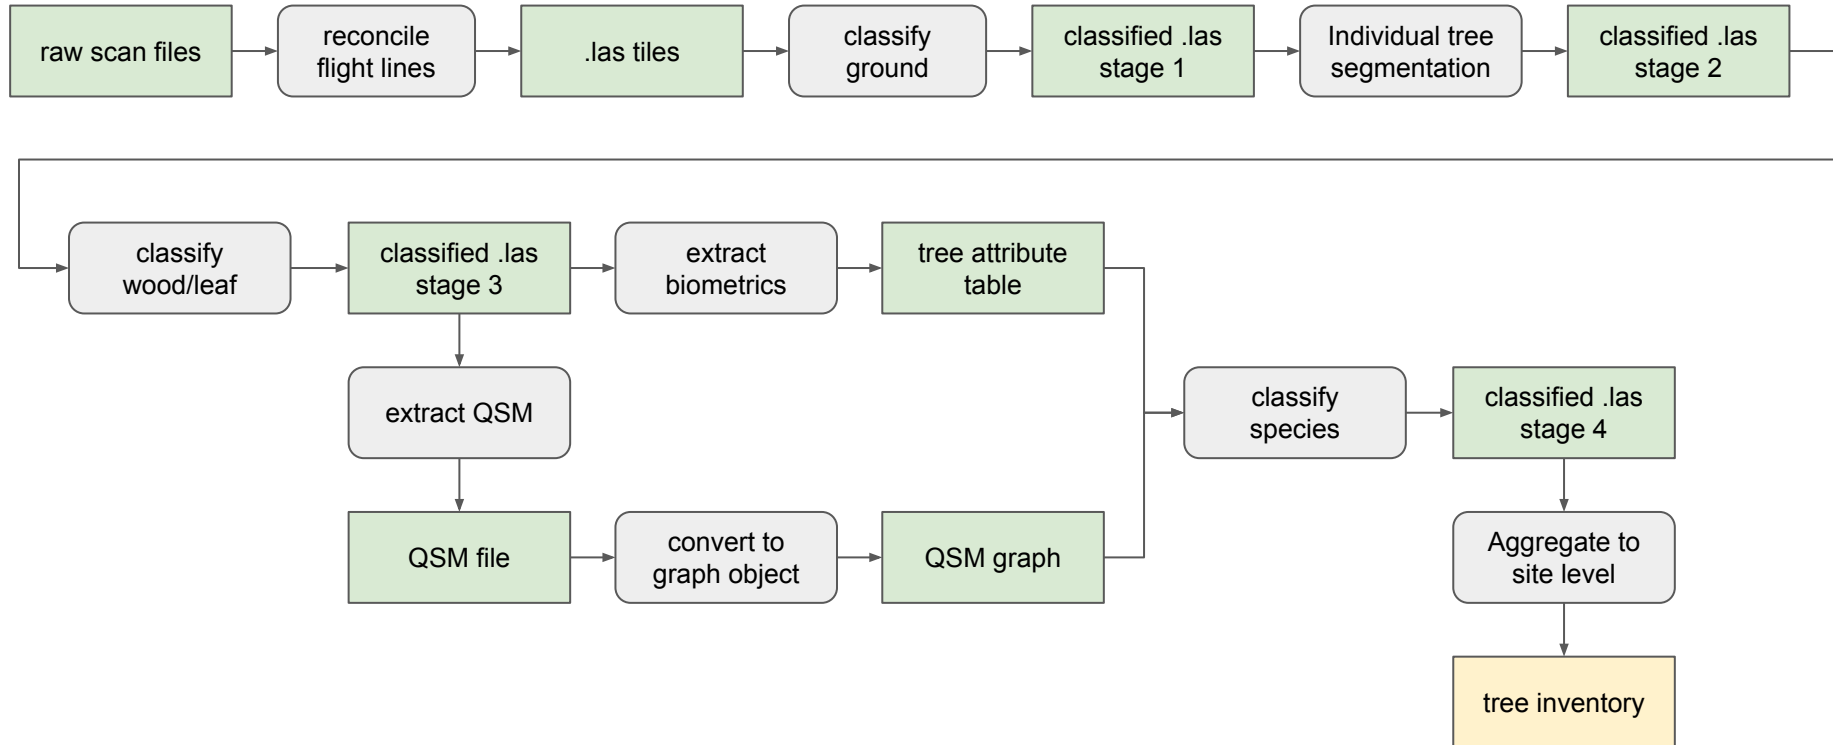 raw scan files
reconcile
flight lines
.las tiles
classify
ground
classified .las
stage 1
Individual tree
segmentation
classified .las
stage 2
classify
wood/leaf
classified .las
stage 3
extract
biometrics
tree attribute
table
extract QSM
classify
species
classified .las
stage 4
QSM file
convert to
graph object
QSM graph
Aggregate to
site level
tree inventory